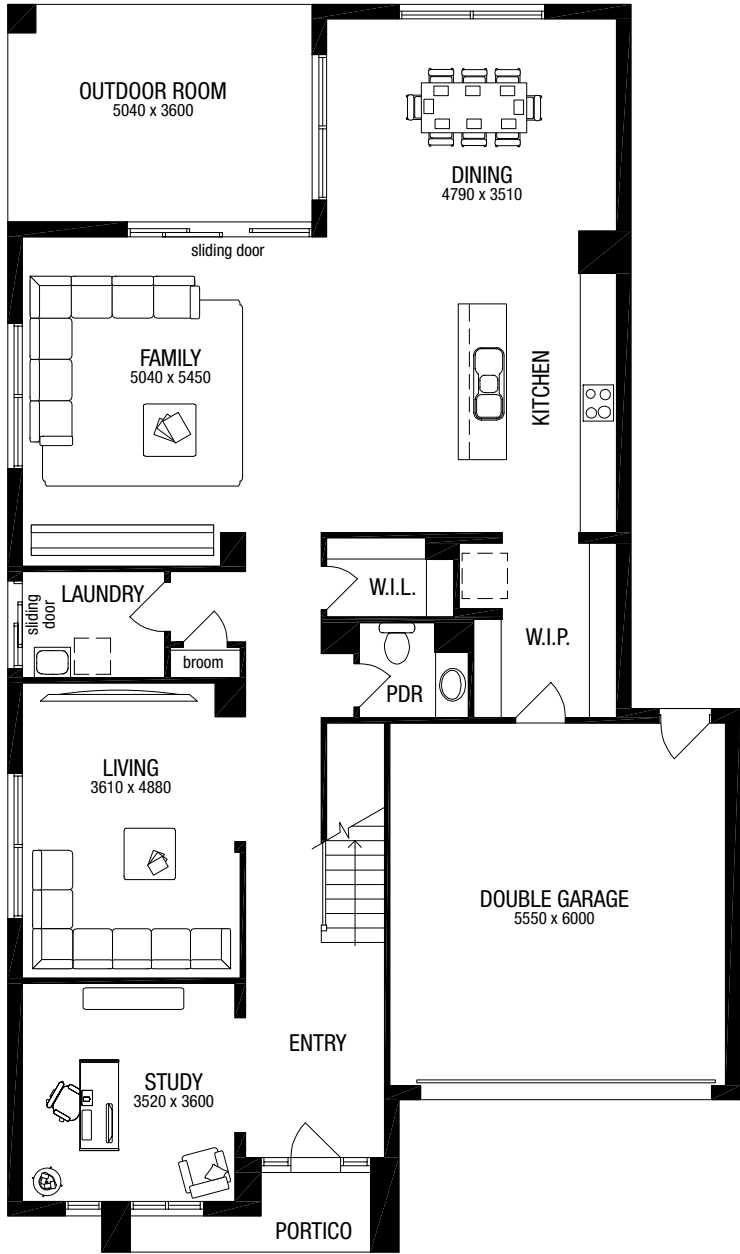 OUTDOOR ROOM
5040 x 3600
DINING
4790 x 3510
sliding door
FAMILY
5040 x 5450
KITCHEN
LAUNDRY
sliding
door
W.I.L.
broom
W.I.P.
PDR
LIVING
3610 x 4880
DOUBLE GARAGE
5550 x 6000
ENTRY
STUDY
3520 x 3600
PORTICO